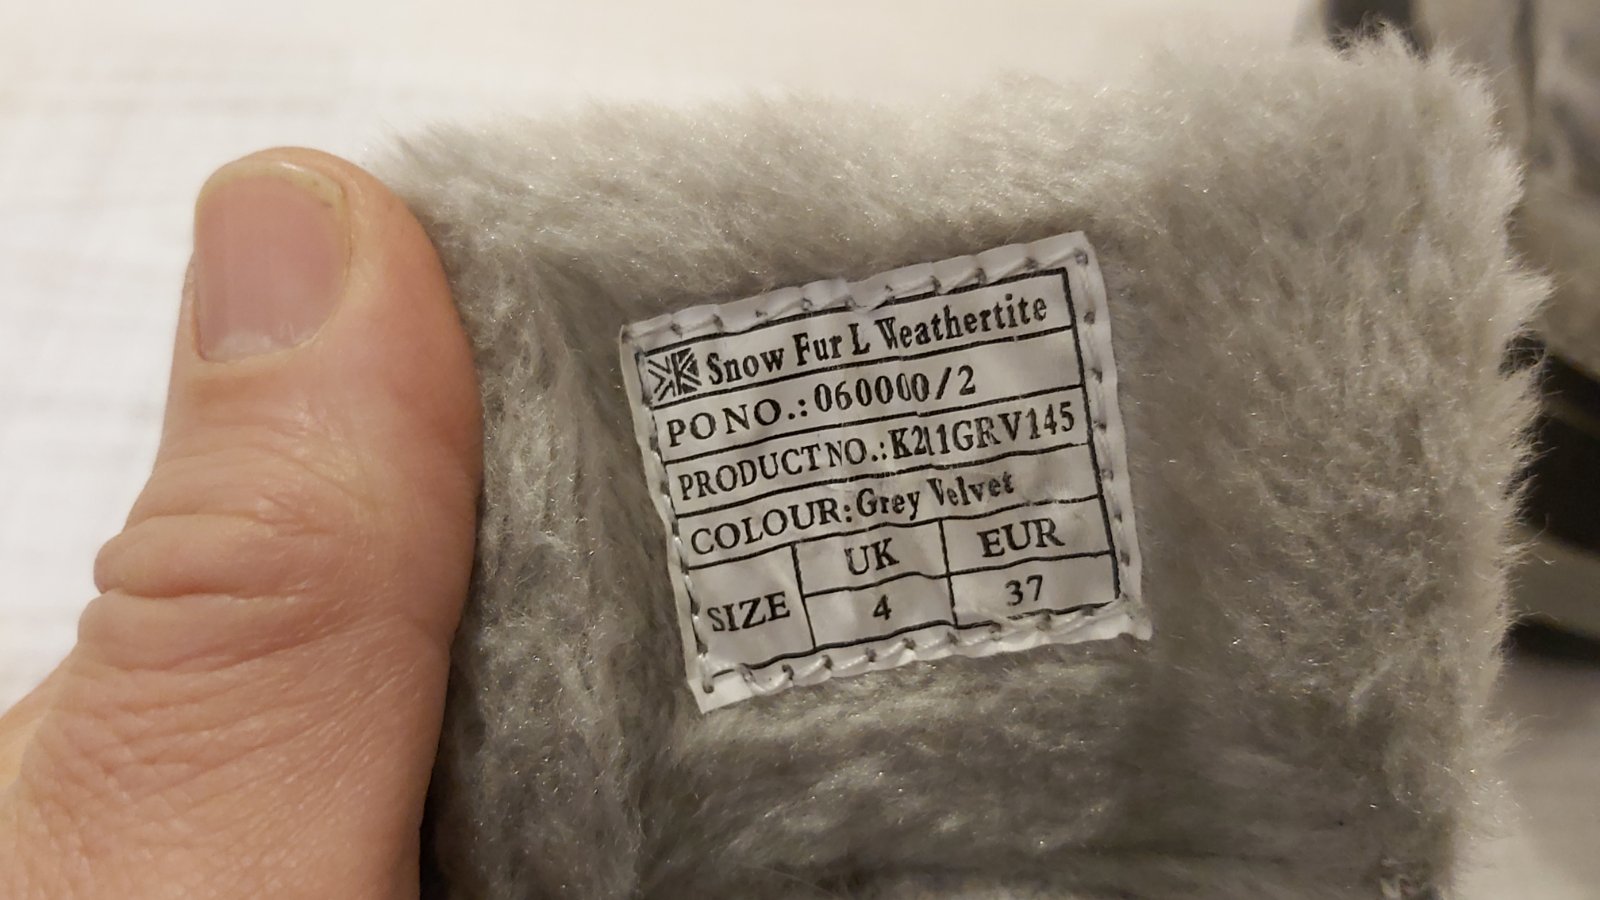 Snow Fur L Weathertite
PO NO.:060000/2
PRODUCT NO.:K211GRV145
COLOUR:Grey Velvet
SIZE UK EUR
4 37